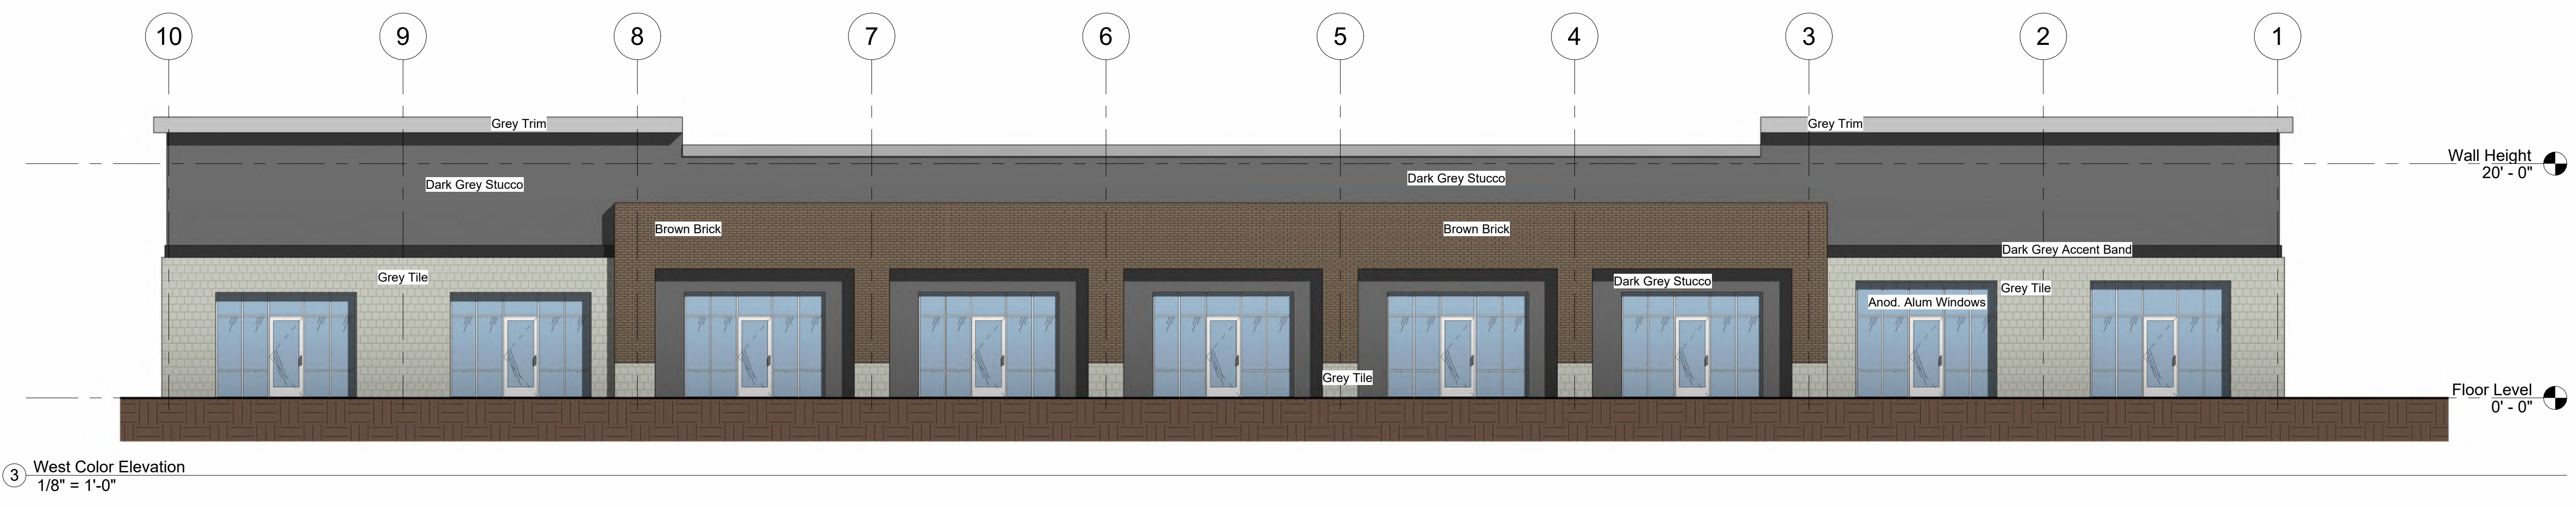 10 9 8 7 6 5 4 3 2 1
Grey Trim
Grey Trim
Wall Height
20' - 0"
Dark Grey Stucco
Dark Grey Stucco
Brown Brick
Brown Brick
Dark Grey Accent Band
Grey Tile
Dark Grey Stucco
Grey Tile
Anod. Alum Windows
Grey Tile
Floor Level
0' - 0"
3
West Color Elevation
1/8" = 1'-0"